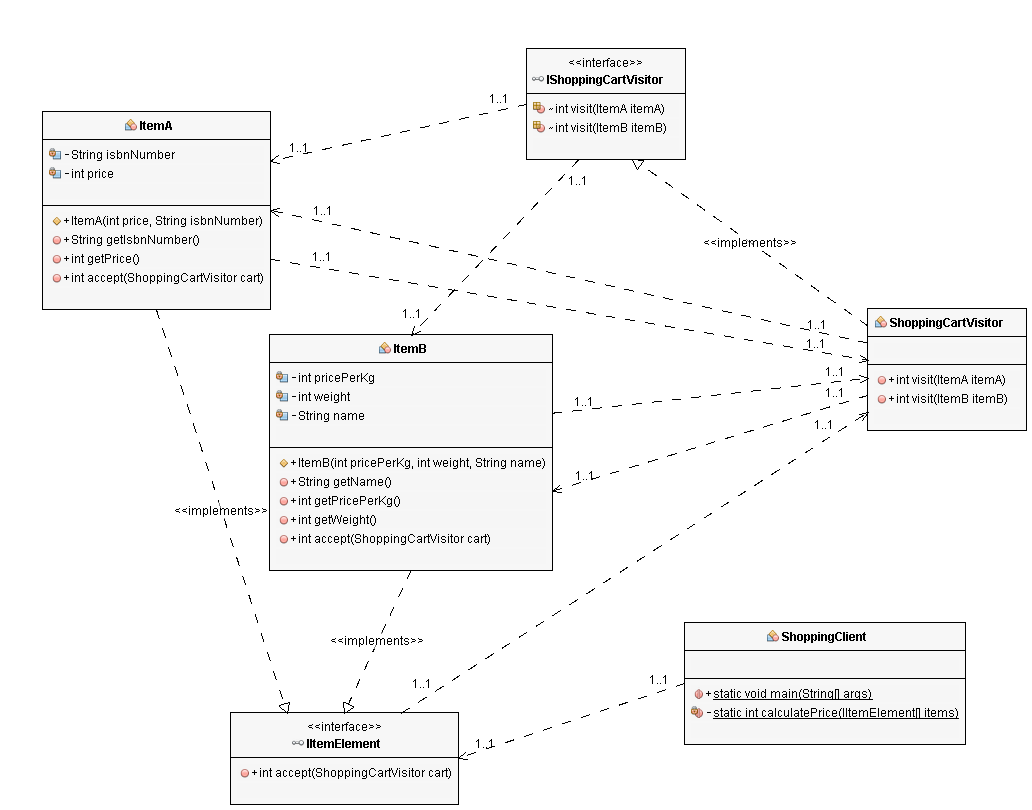 <<interface>>
IShoppingCartVisitor
~int visit(ItemA itemA)
~int visit(ItemB itemB)
1..1
1..1
1..1
1..1
<<implements>>
ItemA
-String isbnNumber
-int price
+ItemA(int price, String isbnNumber)
+String getIsbnNumber()
+int getPrice()
+int accept(ShoppingCartVisitor cart)
1..1
1..1
1..1
1..1
ShoppingCartVisitor
+int visit(ItemA itemA)
+int visit(ItemB itemB)
ItemB
-int pricePerKg
-int weight
-String name
+ItemB(int pricePerKg, int weight, String name)
+String getName()
+int getPricePerKg()
+int getWeight()
+int accept(ShoppingCartVisitor cart)
1..1
1..1
1..1
1..1
1..1
<<implements>>
<<implements>>
1..1
ShoppingClient
+static void main(String[] args)
-static int calculatePrice(IItemElement[] items)
1..1
1..1
<<interface>>
IItemElement
+int accept(ShoppingCartVisitor cart)